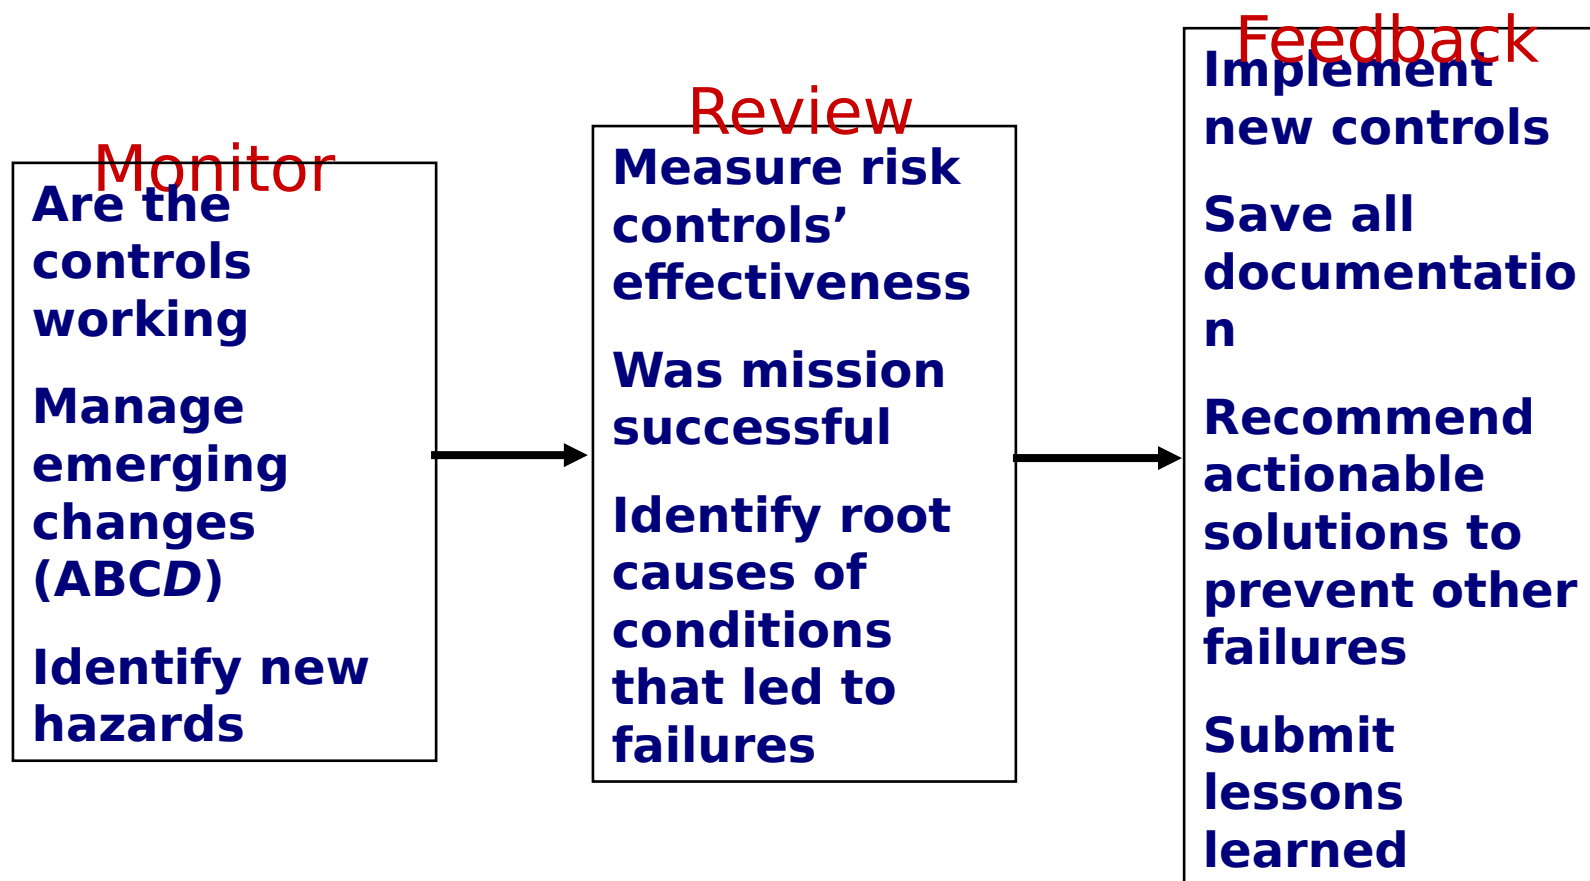 Monitor
Are the
controls
working
Manage
emerging
changes
(ABCD)
Identify new
hazards
Review
Measure risk
controls’
effectiveness
Was mission
successful
Identify root
causes of
conditions
that led to
failures
Feedback
Implement
new controls
Save all
documentatio
n
Recommend
actionable
solutions to
prevent other
failures
Submit
lessons
learned